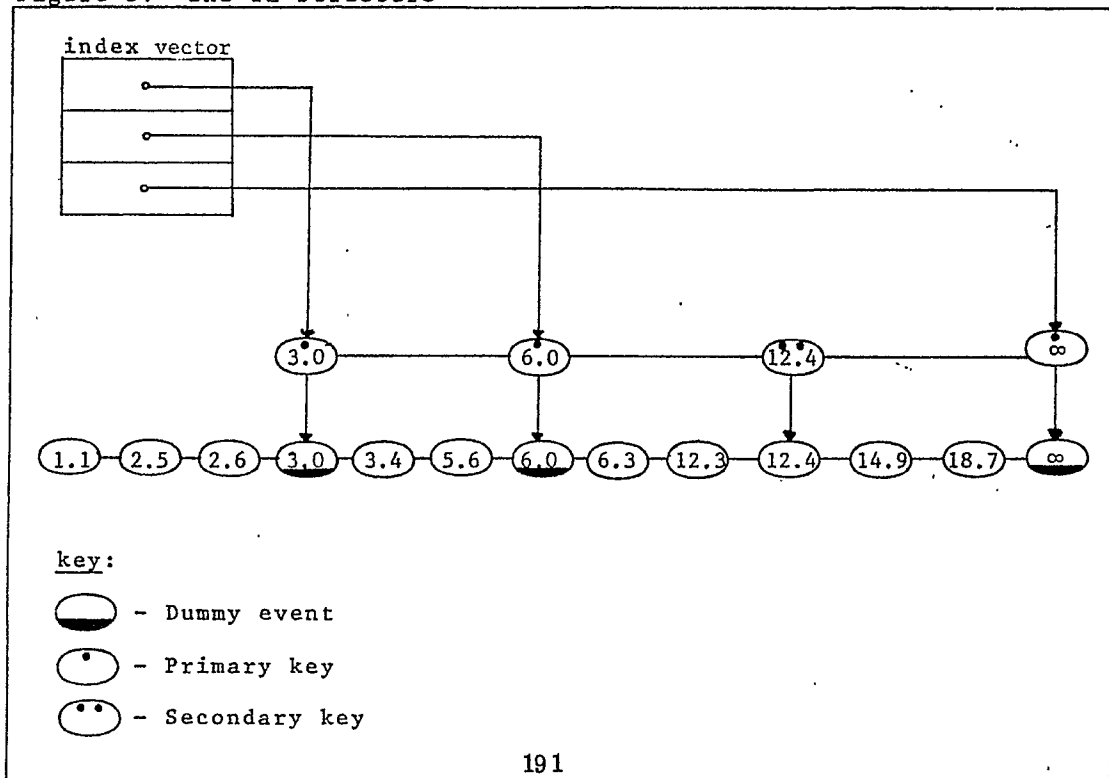 index vector
3.0 6.0 12.4 ∞
1.1 2.5 2.6 3.0 3.4 5.6 6.0 6.3 12.3 12.4 14.9 18.7 ∞
key:
- Dummy event
- Primary key
- Secondary key
191